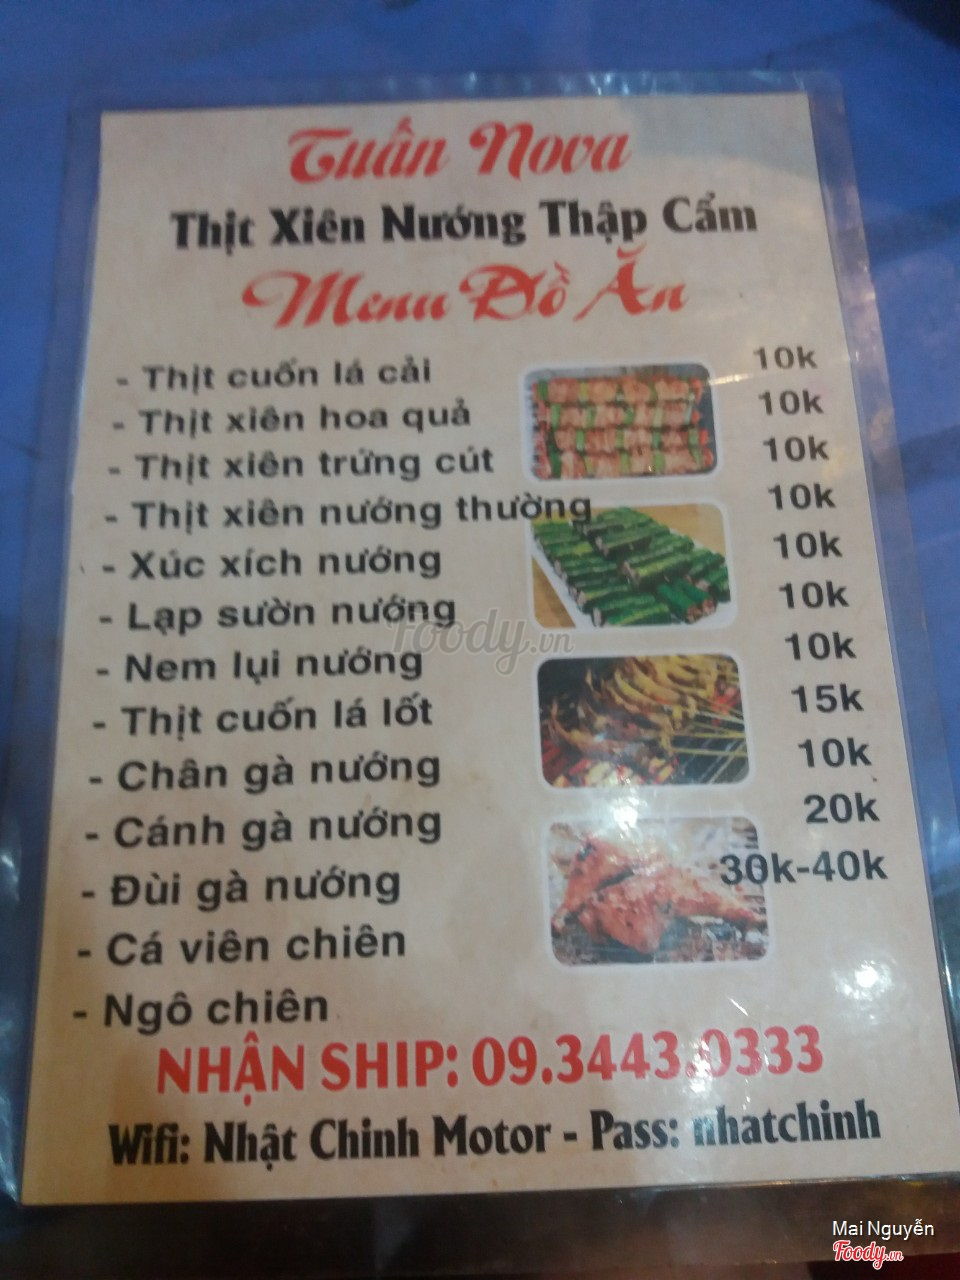 Tuấn Nova
Thịt Xiên Nướng Thập Cẩm
Menu Đồ Ăn
- Thịt cuốn lá cải 10k
- Thịt xiên hoa quả 10k
- Thịt xiên trứng cút 10k
- Thịt xiên nướng thường 10k
- Xúc xích nướng 10k
- Lạp sườn nướng 10k
- Nem lụi nướng 10k
- Thịt cuốn lá lốt 15k
- Chân gà nướng 10k
- Cánh gà nướng 20k
- Đùi gà nướng 30k-40k
- Cá viên chiên
- Ngô chiên
NHẬN SHIP: 09.3443.0333
Wifi: Nhật Chinh Motor - Pass: nhatchinh
Foody.vn
Mai Nguyễn
Foody.vn